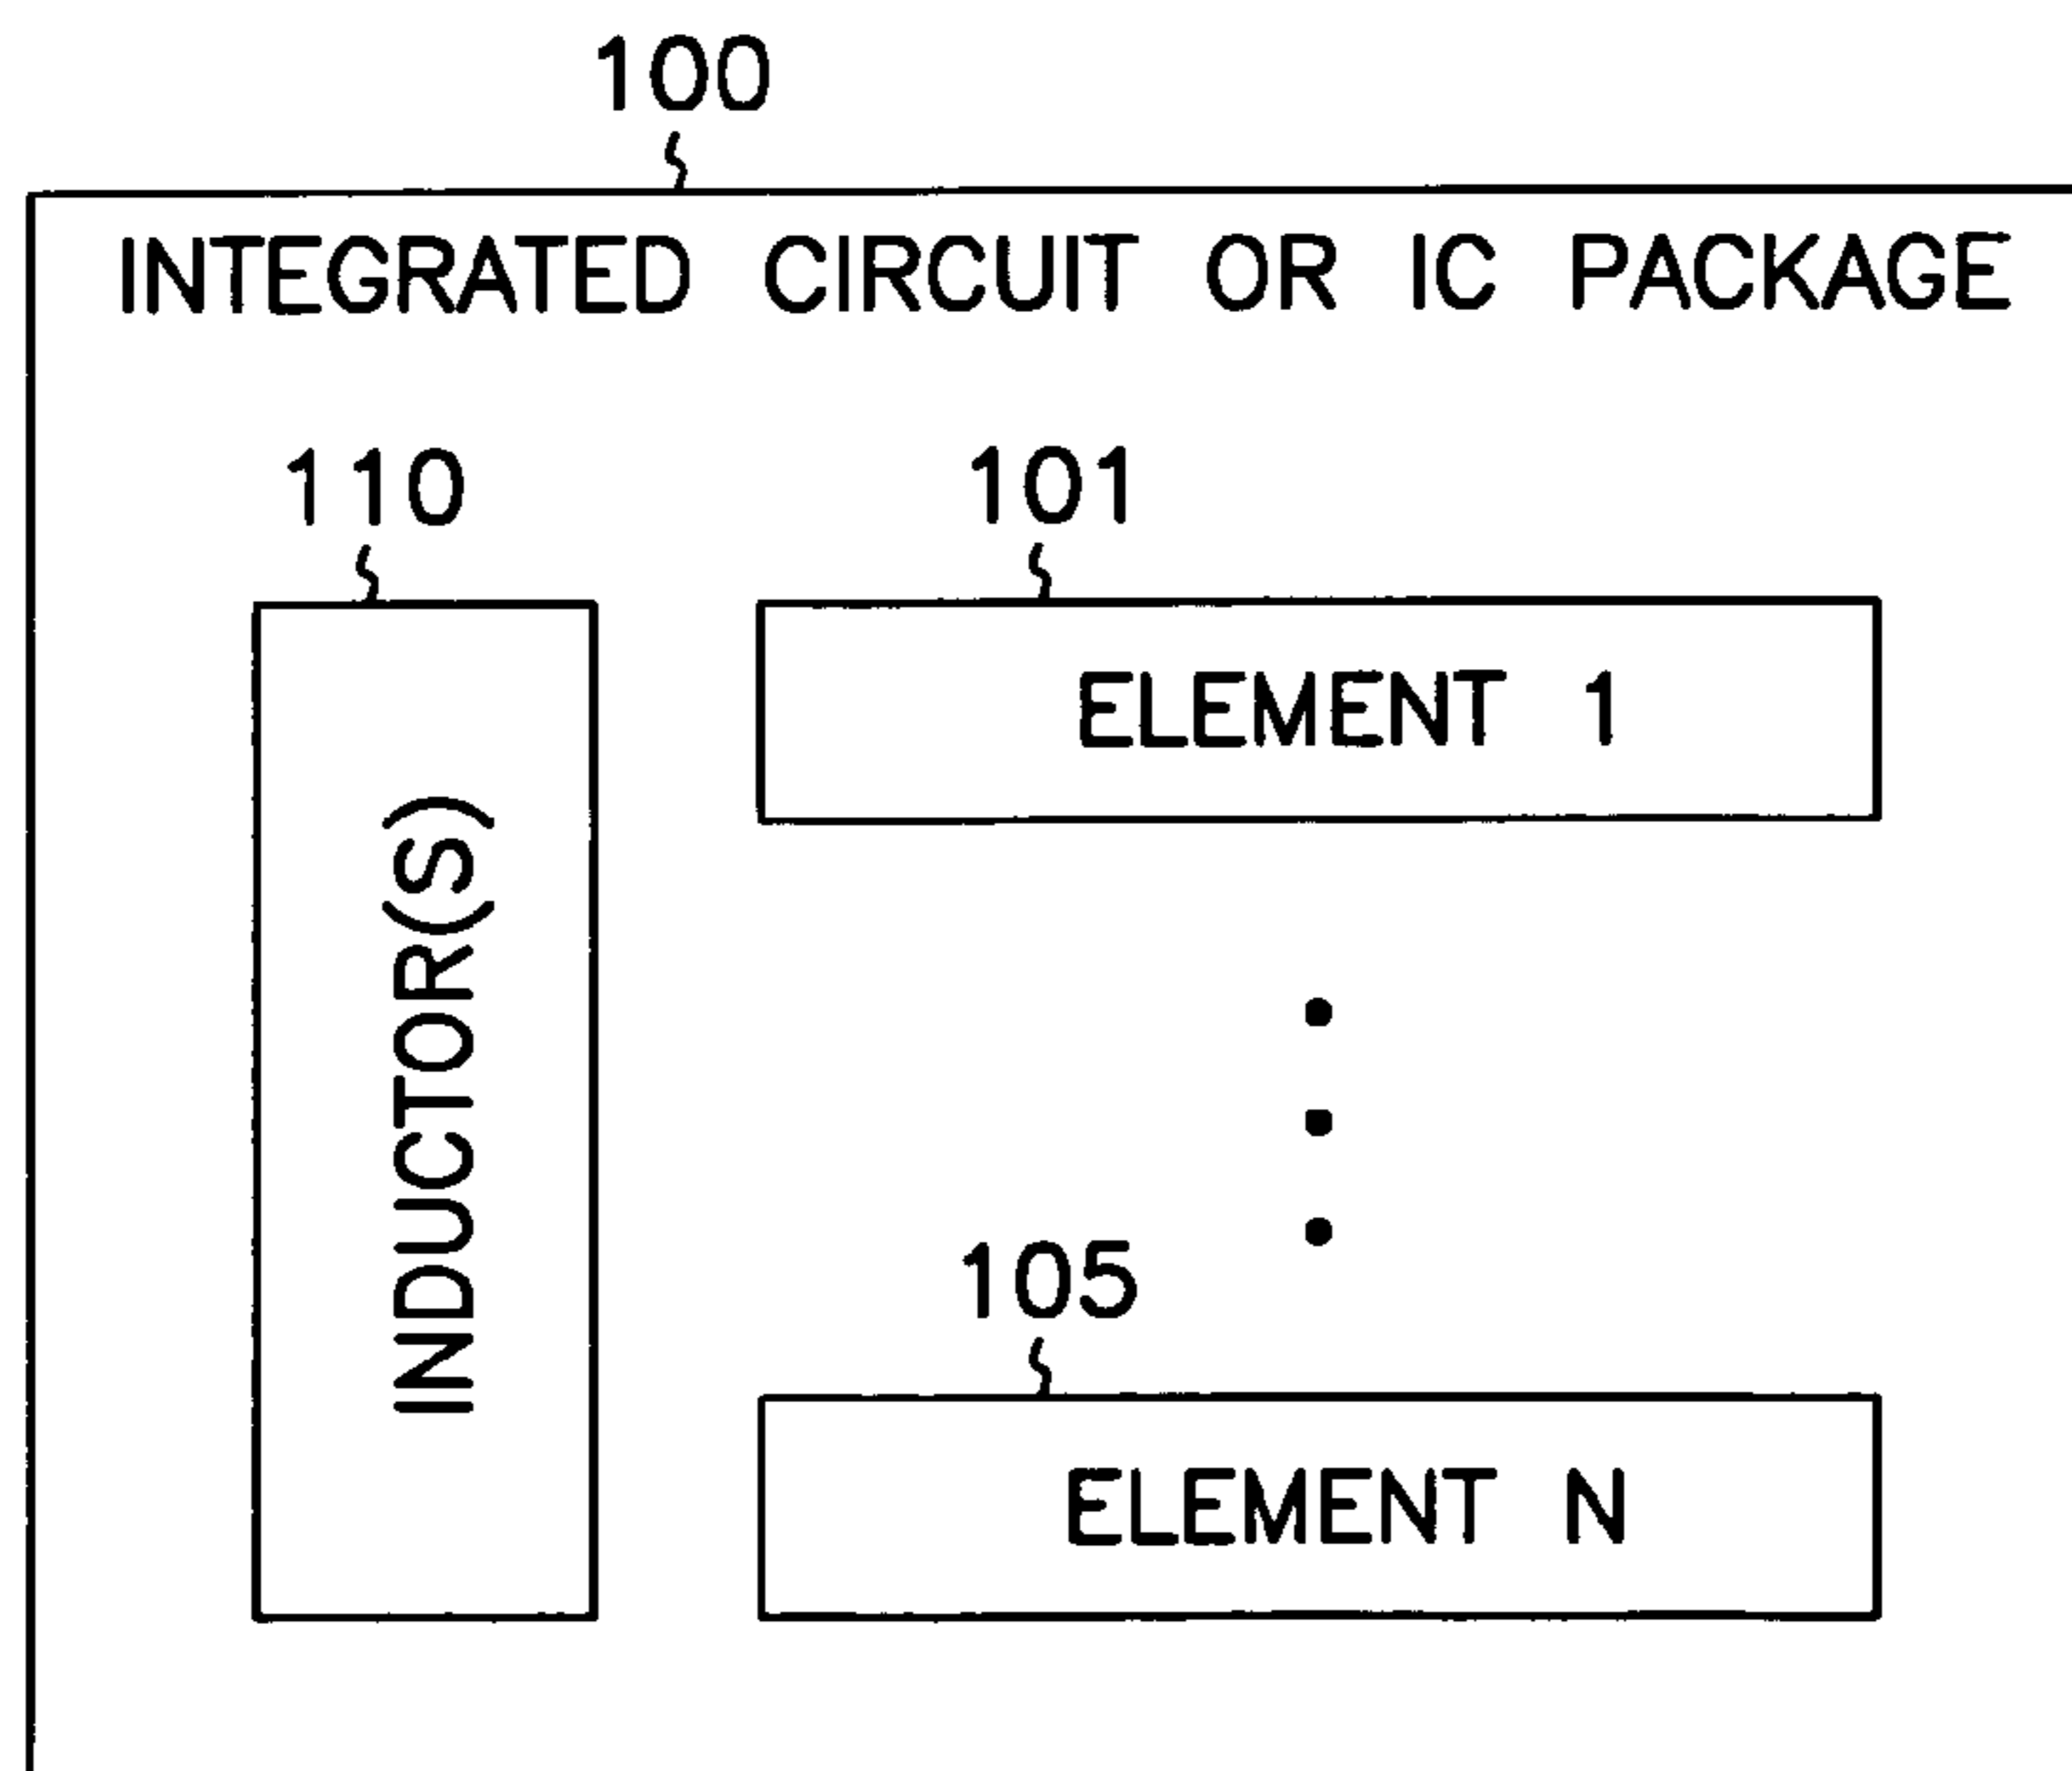 100
INTEGRATED CIRCUIT OR IC PACKAGE
110
INDUCTOR(S)
101
ELEMENT 1
105
ELEMENT N